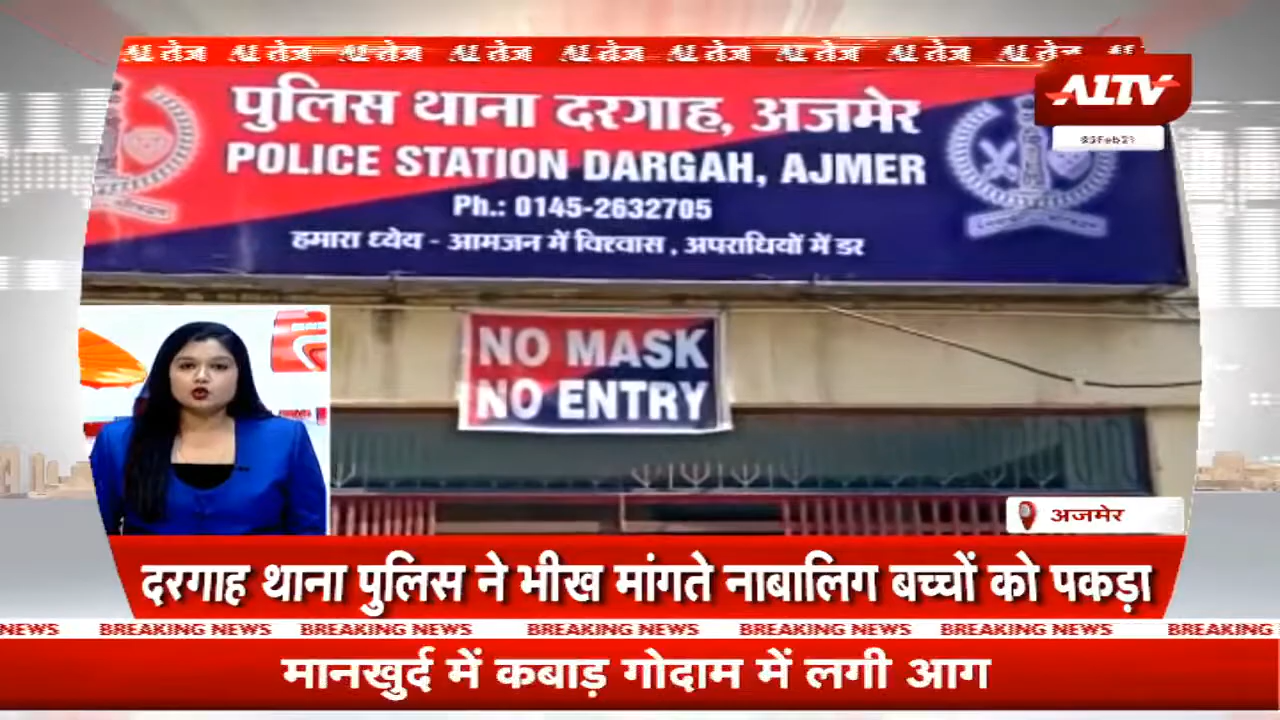 AL तेज AL तेज AL तेज AL तेज AL तेज AL तेज AL तेज AL तेज AL तेज
A1TV
पुलिस थाना दरगाह, अजमेर
POLICE STATION DARGAH, AJMER
Ph.: 0145-2632705
हमारा ध्येय - आमजन में विश्वास , अपराधियों में डर
NO MASK
NO ENTRY
अजमेर
दरगाह थाना पुलिस ने भीख मांगते नाबालिग बच्चों को पकड़ा
NEWS BREAKING NEWS BREAKING NEWS BREAKING NEWS BREAKING NEWS BREAKING NEWS BREAKING
मानखुर्द में कबाड़ गोदाम में लगी आग